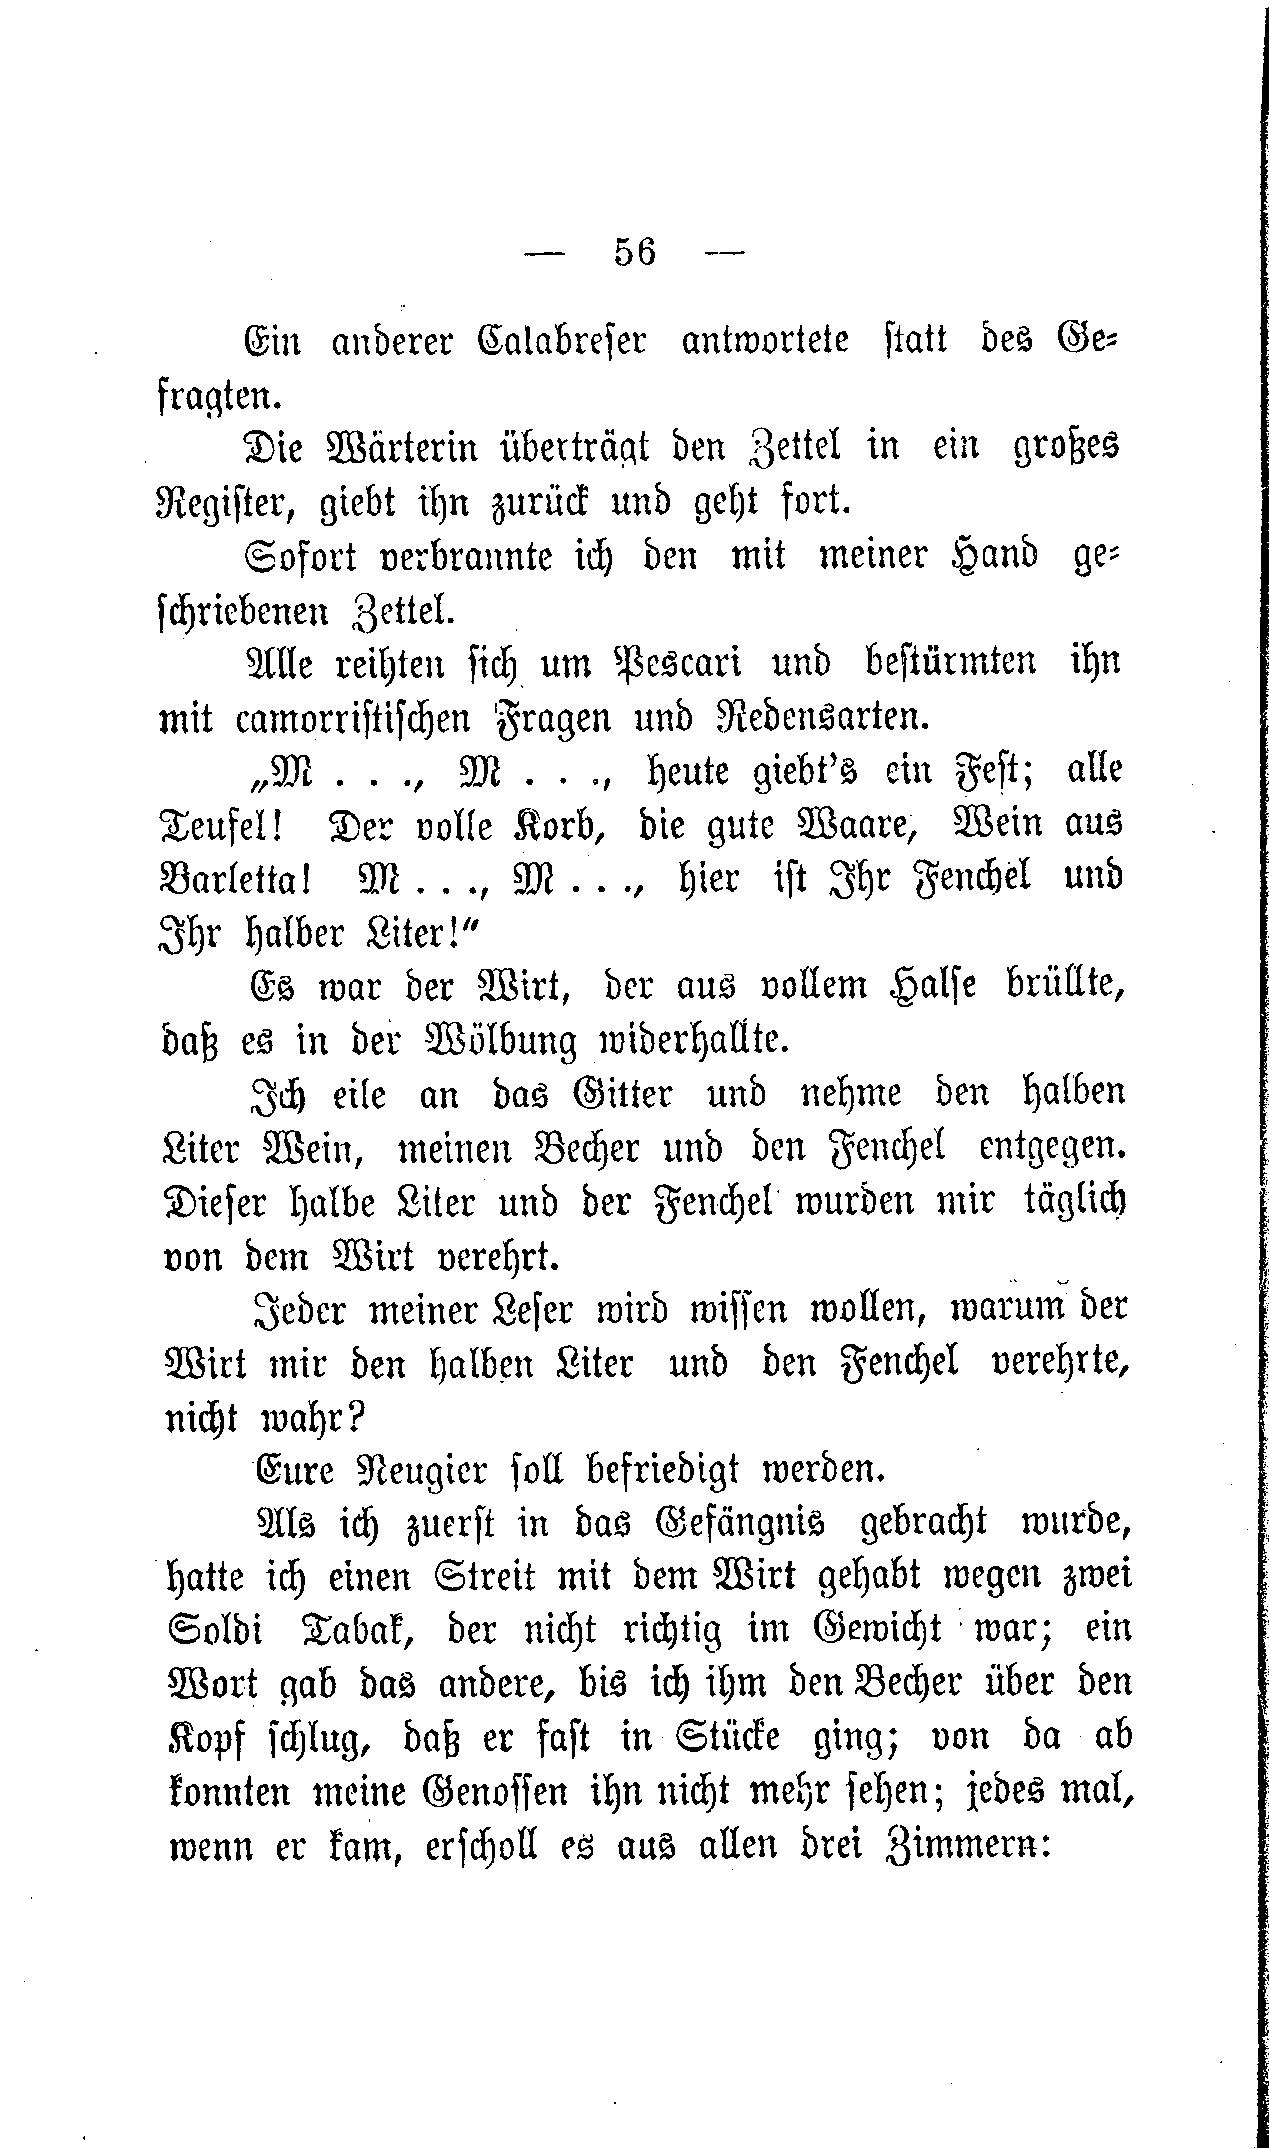 — 56 —
Ein anderer Calabreser antwortete statt des Ge-
fragten.
Die Wärterin überträgt den Zettel in ein großes
Register, giebt ihn zurück und geht fort.
Sofort verbrannte ich den mit meiner Hand ge-
schriebenen Zettel.
Alle reihten sich um Pescari und bestürmten ihn
mit camorristischen Fragen und Redensarten.
„M . . ., M . . ., heute giebt's ein Fest; alle
Teufel! Der volle Korb, die gute Waare, Wein aus
Barletta! M . . ., M . . ., hier ist Ihr Fenchel und
Ihr halber Liter!“
Es war der Wirt, der aus vollem Halse brüllte,
daß es in der Wölbung widerhallte.
Ich eile an das Gitter und nehme den halben
Liter Wein, meinen Becher und den Fenchel entgegen.
Dieser halbe Liter und der Fenchel wurden mir täglich
von dem Wirt verehrt.
Jeder meiner Leser wird wissen wollen, warum der
Wirt mir den halben Liter und den Fenchel verehrte,
nicht wahr?
Eure Neugier soll befriedigt werden.
Als ich zuerst in das Gefängnis gebracht wurde,
hatte ich einen Streit mit dem Wirt gehabt wegen zwei
Soldi Tabak, der nicht richtig im Gewicht war; ein
Wort gab das andere, bis ich ihm den Becher über den
Kopf schlug, daß er fast in Stücke ging; von da ab
konnten meine Genossen ihn nicht mehr sehen; jedes mal,
wenn er kam, erscholl es aus allen drei Zimmern: